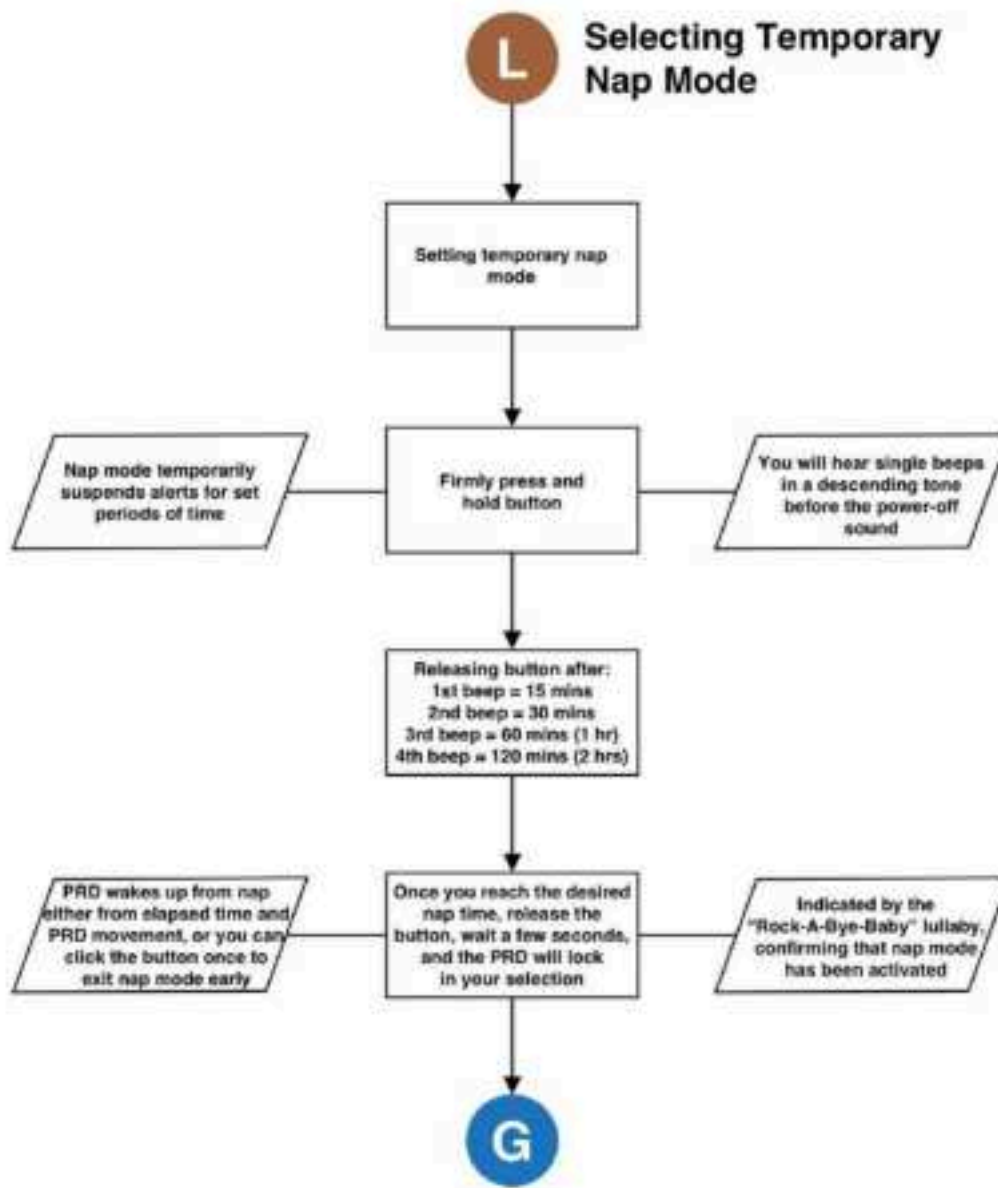 L
Selecting Temporary
Nap Mode
Setting temporary nap
mode
Nap mode temporarily
suspends alerts for set
periods of time
Firmly press and
hold button
You will hear single beeps
in a descending tone
before the power-off
sound
Releasing button after:
1st beep = 15 mins
2nd beep = 30 mins
3rd beep = 60 mins (1 hr)
4th beep = 120 mins (2 hrs)
PRD wakes up from nap
either from elapsed time and
PRD movement, or you can
click the button once to
exit nap mode early
Once you reach the desired
nap time, release the
button, wait a few seconds,
and the PRD will lock
in your selection
Indicated by the
"Rock-A-Bye-Baby" lullaby,
confirming that nap mode
has been activated
G